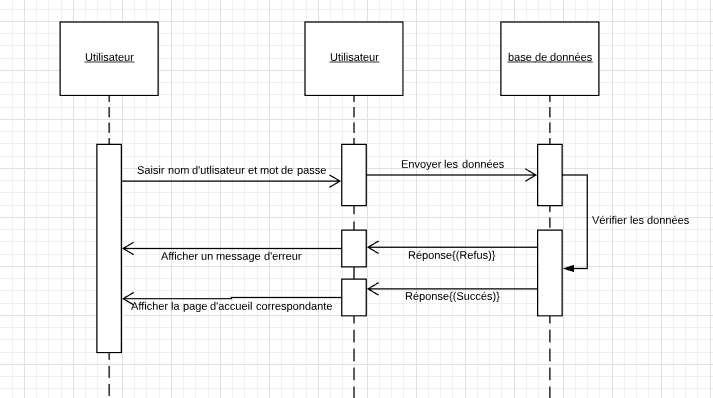 Utilisateur
Utilisateur
base de données
Saisir nom d'utlisateur et mot de passe
Envoyer les données
Vérifier les données
Afficher un message d'erreur
Réponse{(Refus)}
Réponse{(Succés)}
Afficher la page d'accueil correspondante